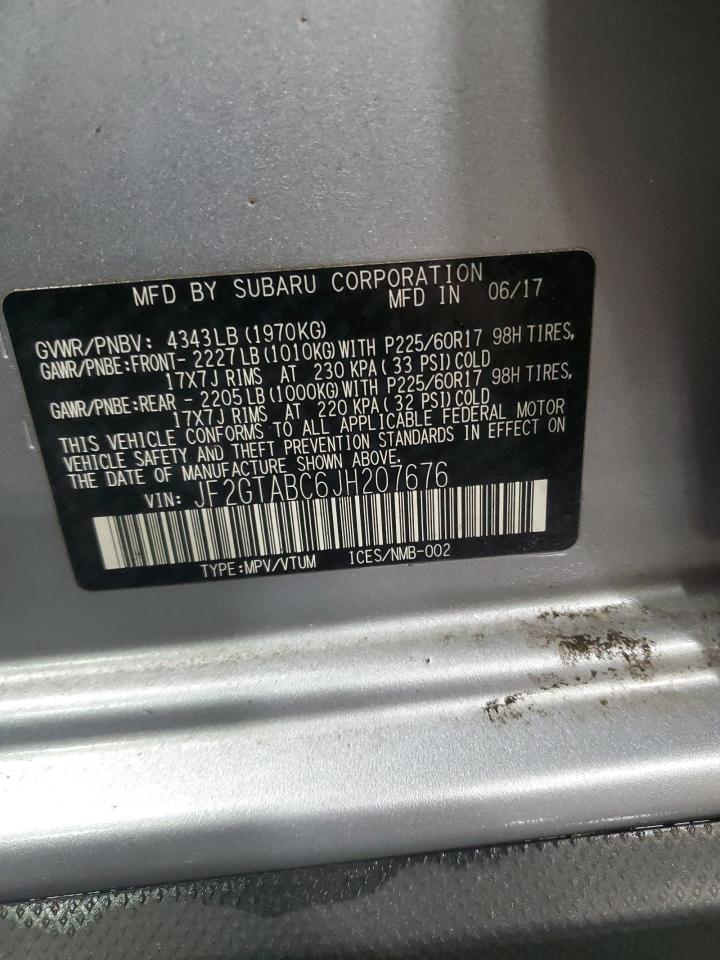 MFD BY SUBARU CORPORATION
MFD IN 06/17
GVWR/PNBV: 4343LB (1970KG)
GAWR/PNBE:FRONT- 2227LB (1010KG)WITH P225/60R17 98H TIRES,
17X7J RIMS AT 230 KPA (33 PSI) COLD
GAWR/PNBE:REAR - 2205LB (1000KG)WITH P225/60R17 98H TIRES,
17X7J RIMS AT 220 KPA (32 PSI) COLD
THIS VEHICLE CONFORMS TO ALL APPLICABLE FEDERAL MOTOR
VEHICLE SAFETY AND THEFT PREVENTION STANDARDS IN EFFECT ON
THE DATE OF MANUFACTURE SHOWN ABOVE.
VIN: JF2GTABC6JH207676
TYPE:MPV/VTUM ICES/NMB-002